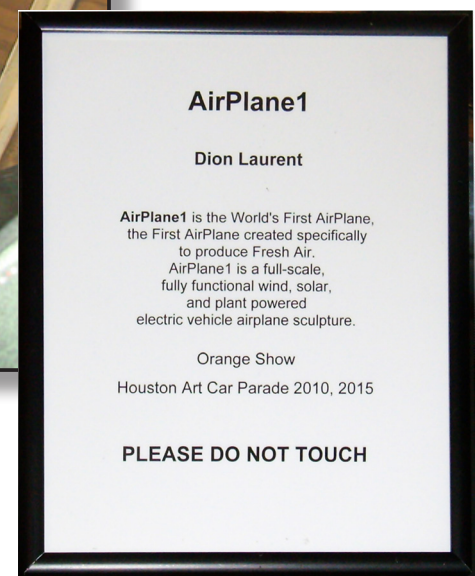 AirPlane1
Dion Laurent
AirPlane1 is the World's First AirPlane,
the First AirPlane created specifically
to produce Fresh Air.
AirPlane1 is a full-scale,
fully functional wind, solar,
and plant powered
electric vehicle airplane sculpture.
Orange Show
Houston Art Car Parade 2010, 2015
PLEASE DO NOT TOUCH